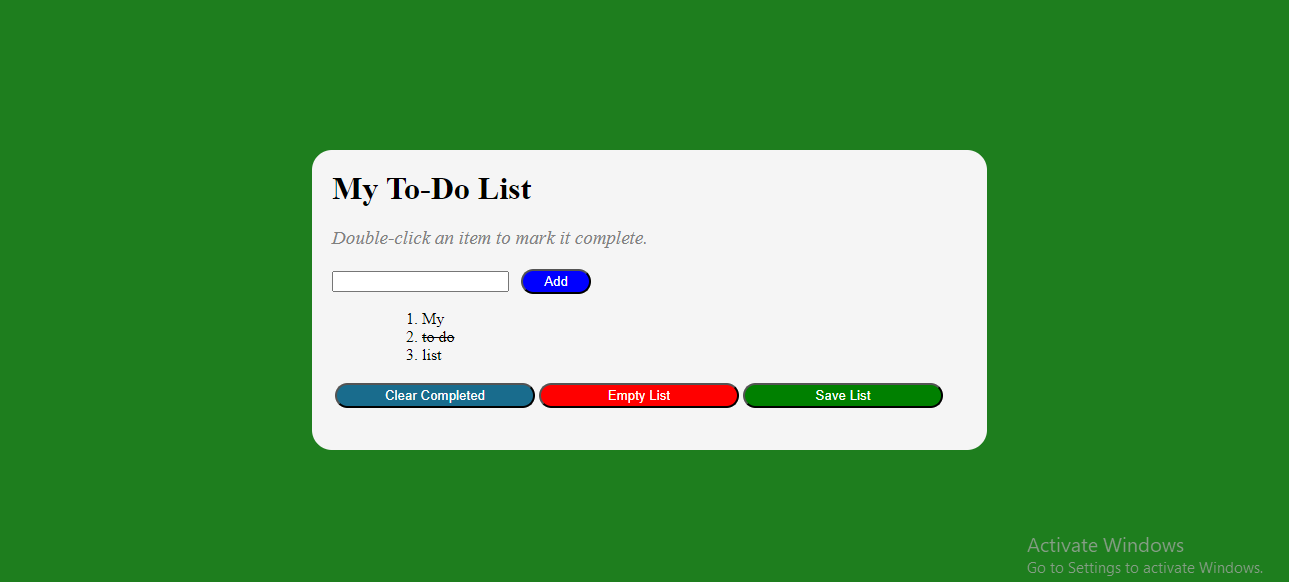 My To-Do List
Double-click an item to mark it complete.
Add
1. My
2. to do
3. list
Clear Completed Empty List Save List
Activate Windows
Go to Settings to activate Windows.